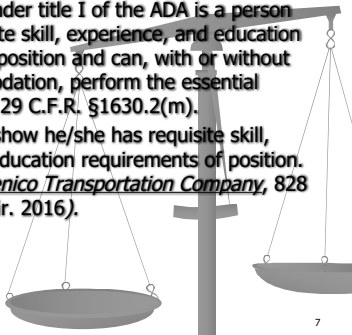 nder title I of the ADA is a person
te skill, experience, and education
position and can, with or without
odation, perform the essential
29 C.F.R. §1630.2(m).
show he/she has requisite skill,
ducation requirements of position.
enico Transportation Company, 828
ir. 2016).
7